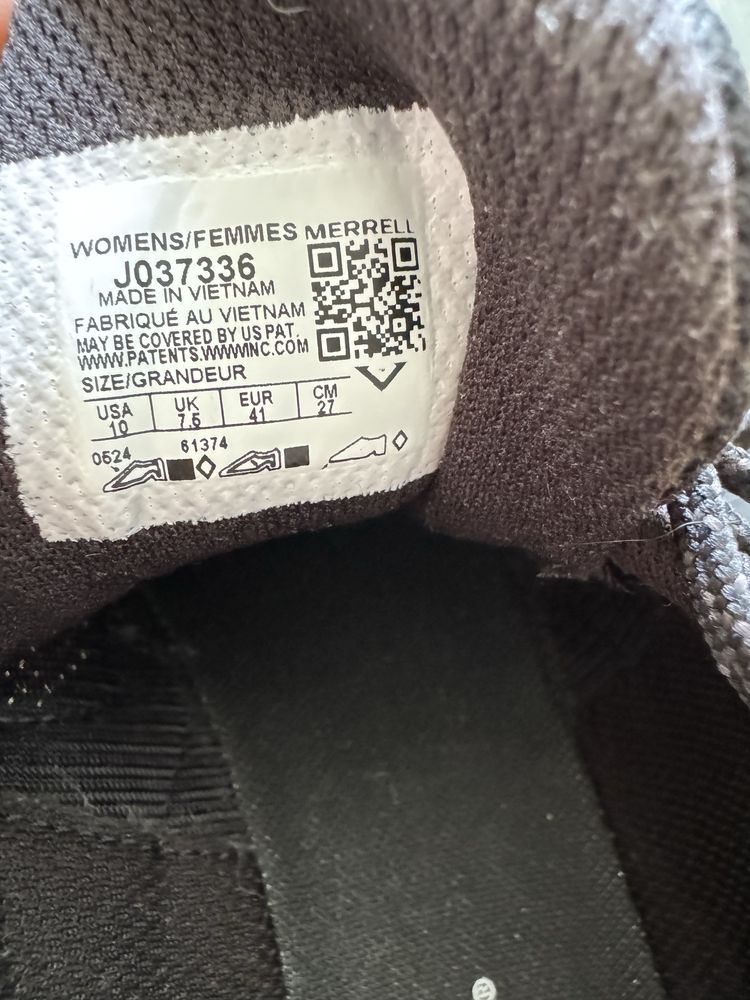 WOMENS/FEMMES MERRELL
J037336
MADE IN VIETNAM
FABRIQUÉ AU VIETNAM
MAY BE COVERED BY US PAT.
WWW.PATENTS.WWWINC.COM
SIZE/GRANDEUR
USA UK EUR CM
10 7.5 41 27
0524 61374
®